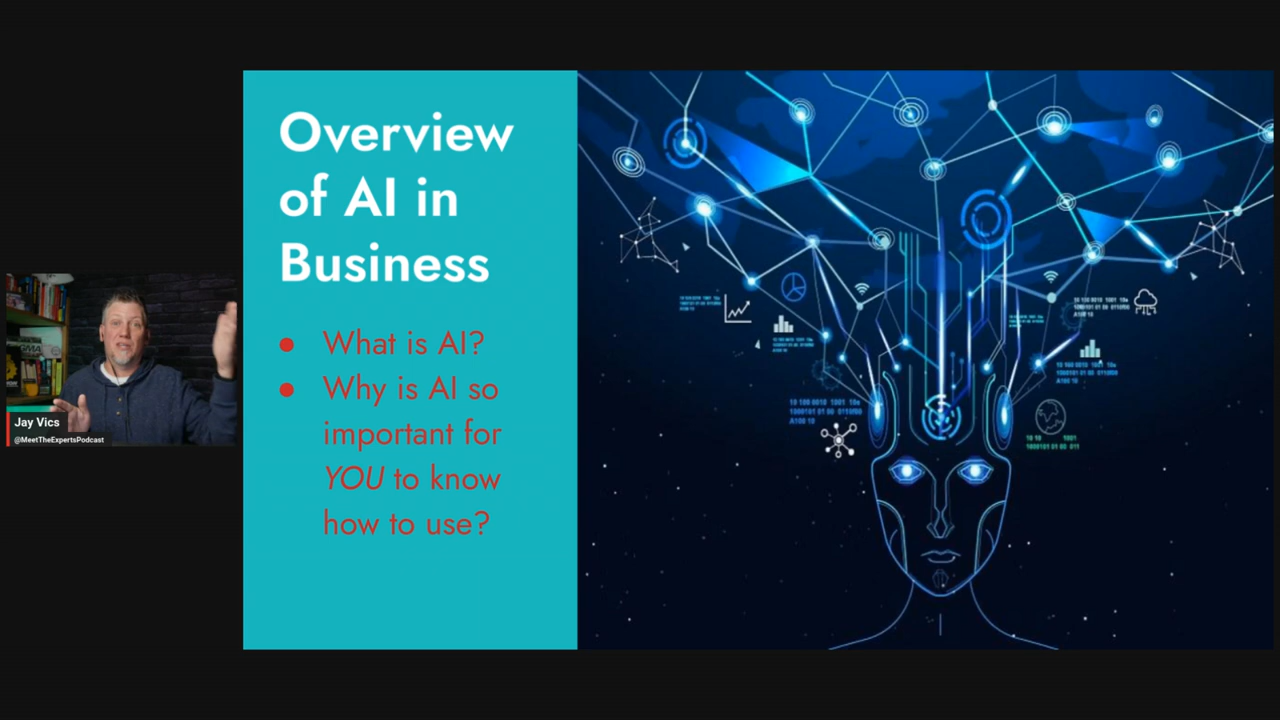 Overview
of AI in
Business
What is AI?
Why is AI so
important for
YOU to know
how to use?
Jay Vics
@MeetTheExpertsPodcast